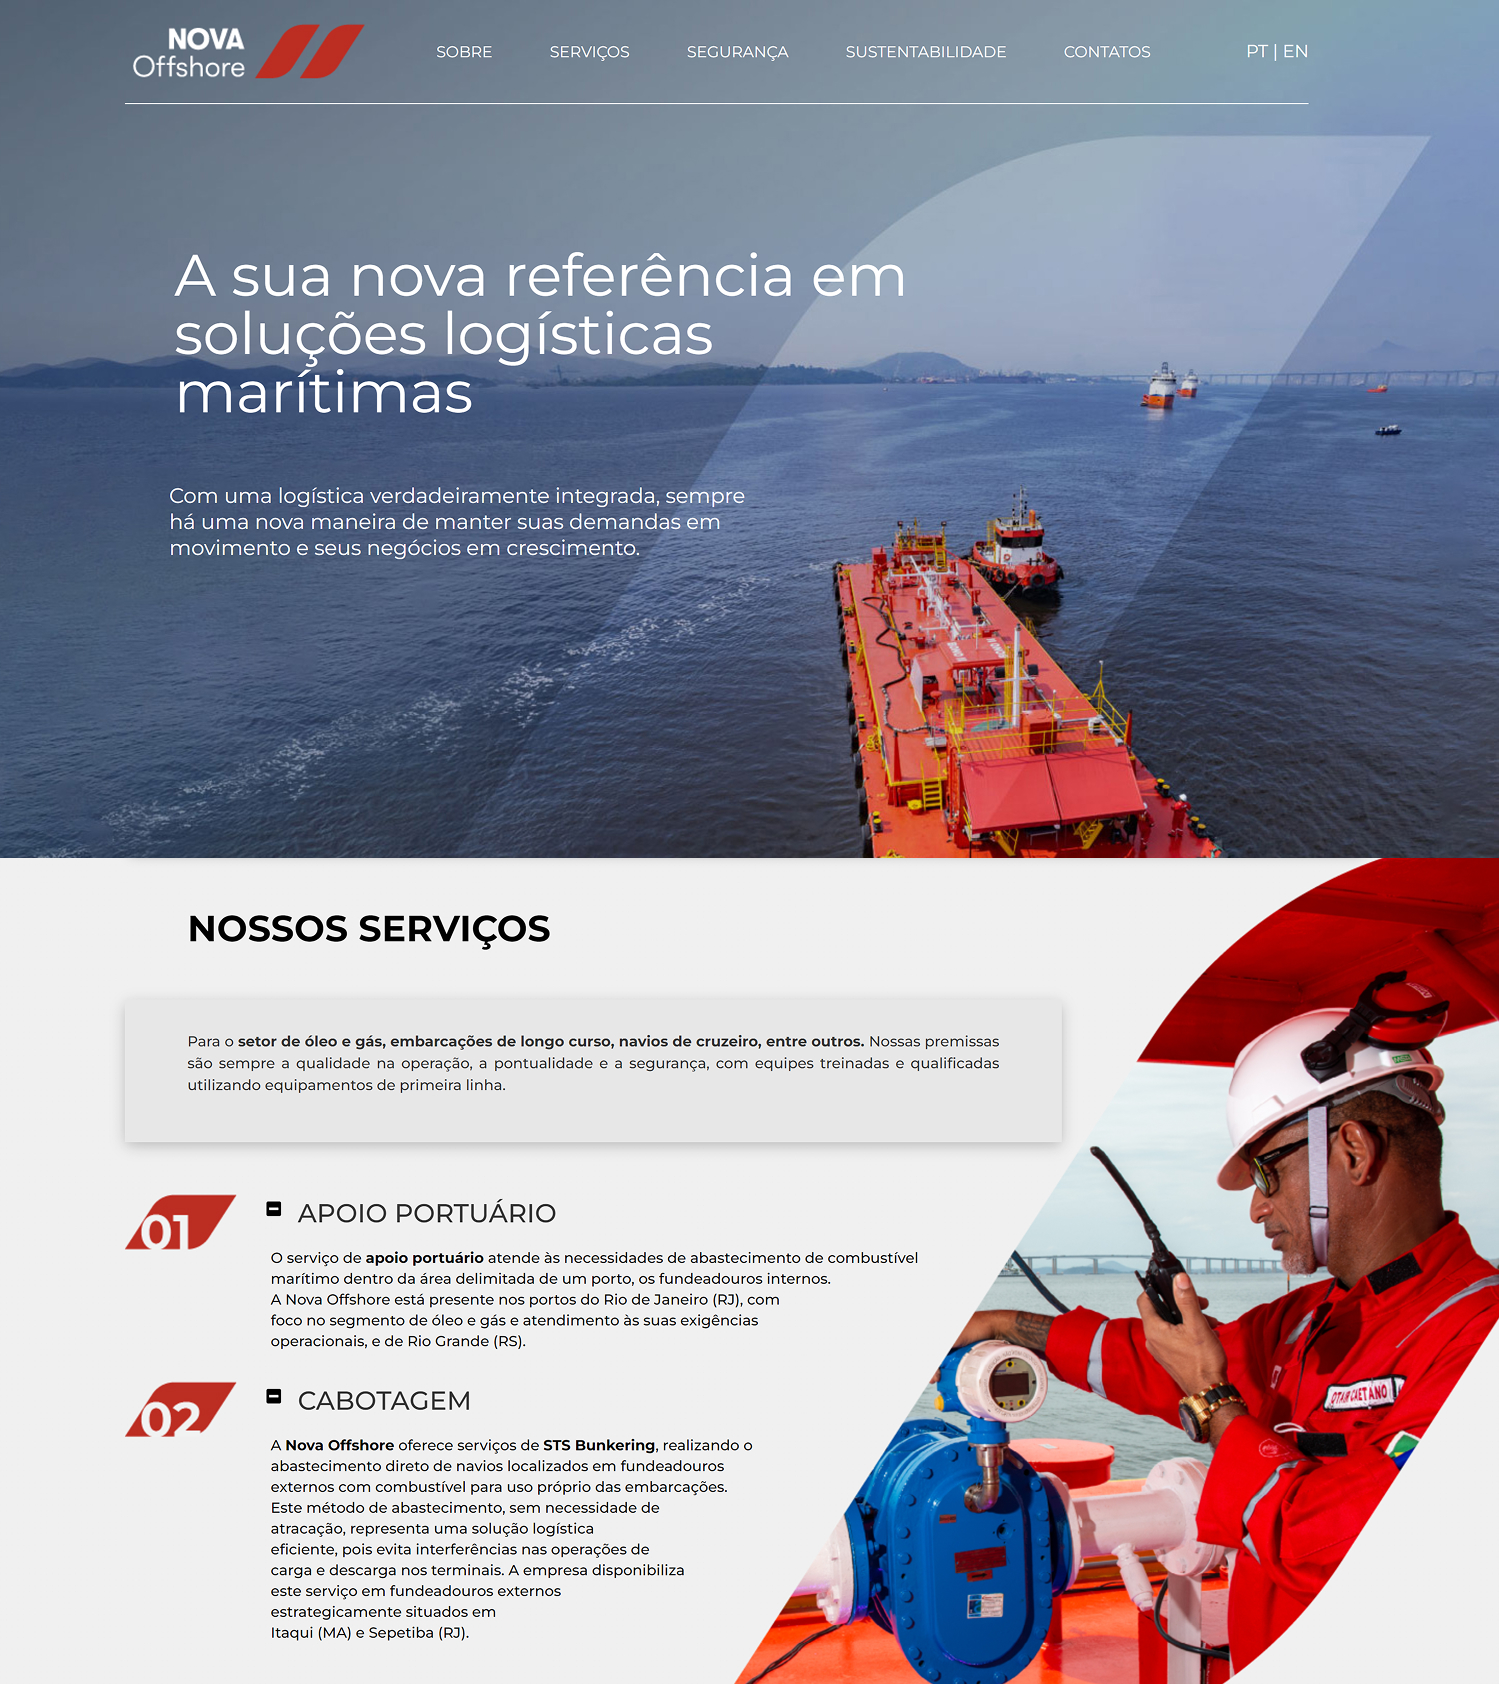 NOVA
Offshore
SOBRE SERVIÇOS SEGURANÇA SUSTENTABILIDADE CONTATOS PT | EN
A sua nova referência em
soluções logísticas
marítimas
Com uma logística verdadeiramente integrada, sempre
há uma nova maneira de manter suas demandas em
movimento e seus negócios em crescimento.
NOSSOS SERVIÇOS
Para o setor de óleo e gás, embarcações de longo curso, navios de cruzeiro, entre outros. Nossas premissas
são sempre a qualidade na operação, a pontualidade e a segurança, com equipes treinadas e qualificadas
utilizando equipamentos de primeira linha.
01 APOIO PORTUÁRIO
O serviço de apoio portuário atende às necessidades de abastecimento de combustível
marítimo dentro da área delimitada de um porto, os fundeadouros internos.
A Nova Offshore está presente nos portos do Rio de Janeiro (RJ), com
foco no segmento de óleo e gás e atendimento às suas exigências
operacionais, e de Rio Grande (RS).
02 CABOTAGEM
A Nova Offshore oferece serviços de STS Bunkering, realizando o
abastecimento direto de navios localizados em fundeadouros
externos com combustível para uso próprio das embarcações.
Este método de abastecimento, sem necessidade de
atracação, representa uma solução logística
eficiente, pois evita interferências nas operações de
carga e descarga nos terminais. A empresa disponibiliza
este serviço em fundeadouros externos
estrategicamente situados em
Itaqui (MA) e Sepetiba (RJ).
CAETANO